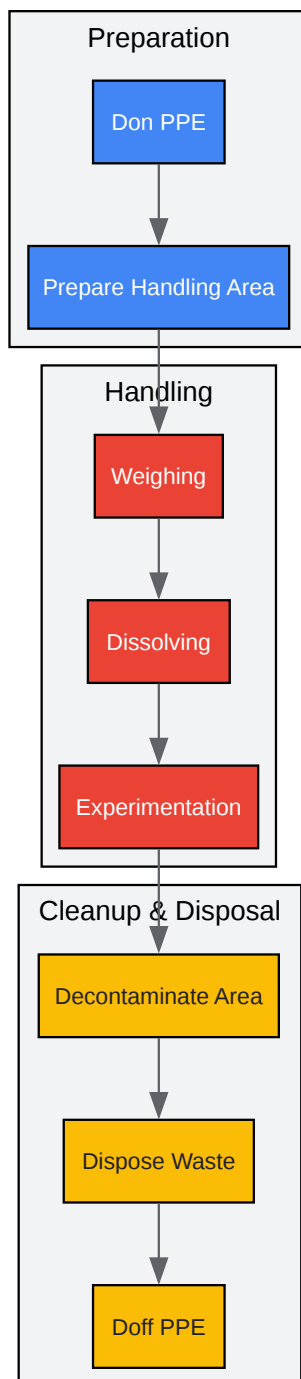 Preparation
Don PPE
Prepare Handling Area
Handling
Weighing
Dissolving
Experimentation
Cleanup & Disposal
Decontaminate Area
Dispose Waste
Doff PPE